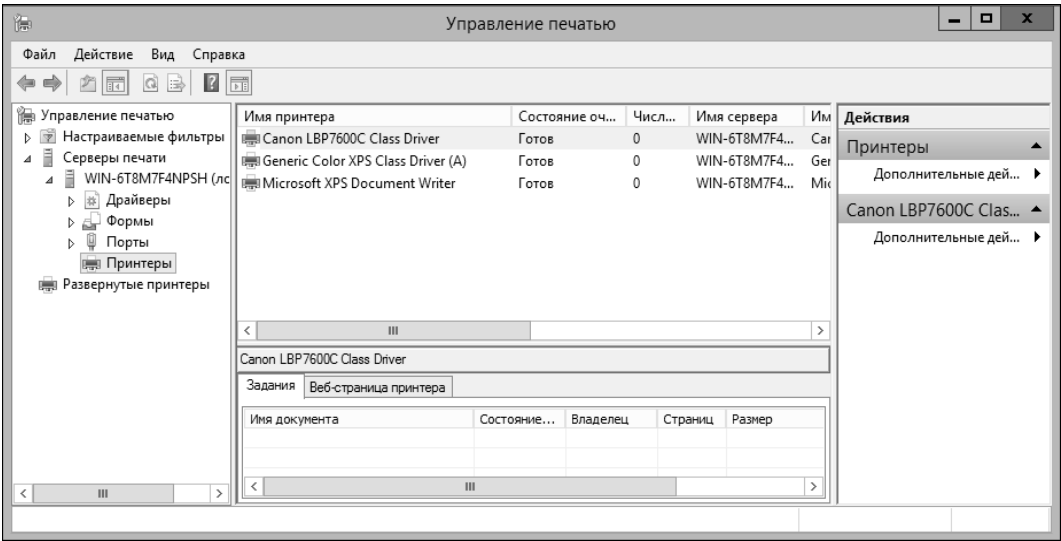 Управление печатью
Файл Действие Вид Справка
Управление печатью
Настраиваемые фильтры
Серверы печати
WIN-6T8M7F4NPSH (лс
Драйверы
Формы
Порты
Принтеры
Развернутые принтеры
Имя принтера Состояние оч... Числ... Имя сервера Им
Canon LBP7600C Class Driver Готов 0 WIN-6T8M7F4... Car
Generic Color XPS Class Driver (A) Готов 0 WIN-6T8M7F4... Ger
Microsoft XPS Document Writer Готов 0 WIN-6T8M7F4... Mic
Canon LBP7600C Class Driver
Задания Веб-страница принтера
Имя документа Состояние... Владелец Страниц Размер
Действия
Принтеры
Дополнительные дей...
Canon LBP7600C Clas...
Дополнительные дей...